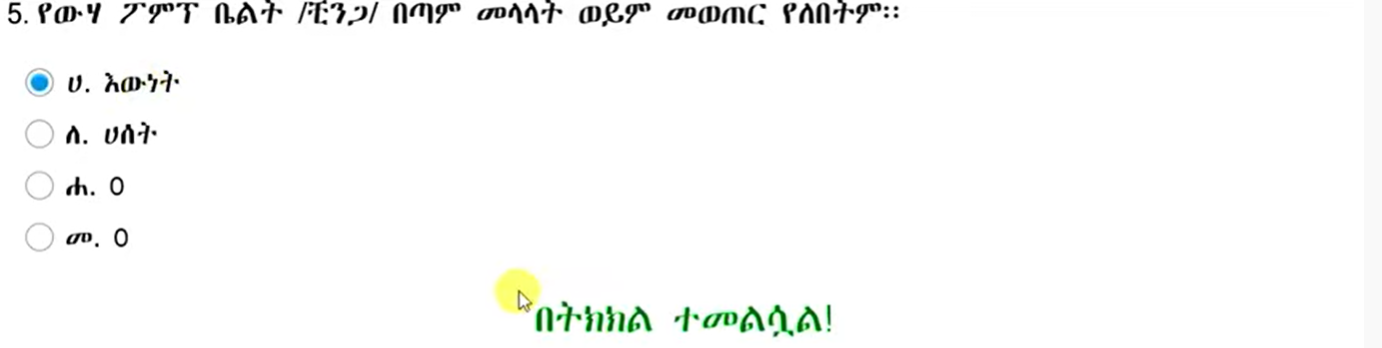 5. የውሃ ፖምፕ ቤልት /ቺንጋ/ በጣም መላላት ወይም መወጠር የለበትም፡፡
ሀ. እውነት
ለ. ሀሰት
ሐ. 0
መ. 0
በትክክል ተመልሷል!